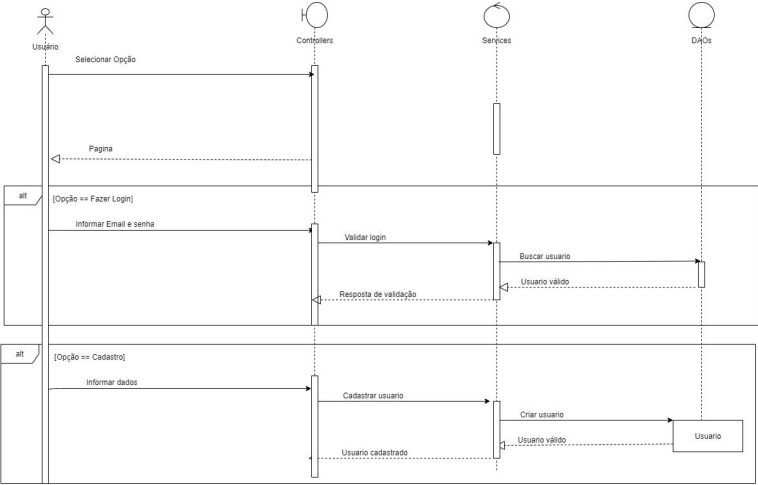 Usuário
Controllers
Services
DAOs
Selecionar Opção
Pagina
alt
[Opção == Fazer Login]
Informar Email e senha
Validar login
Buscar usuario
Usuario válido
Resposta de validação
alt
[Opção == Cadastro]
Informar dados
Cadastrar usuario
Criar usuario
Usuario
Usuario válido
Usuario cadastrado